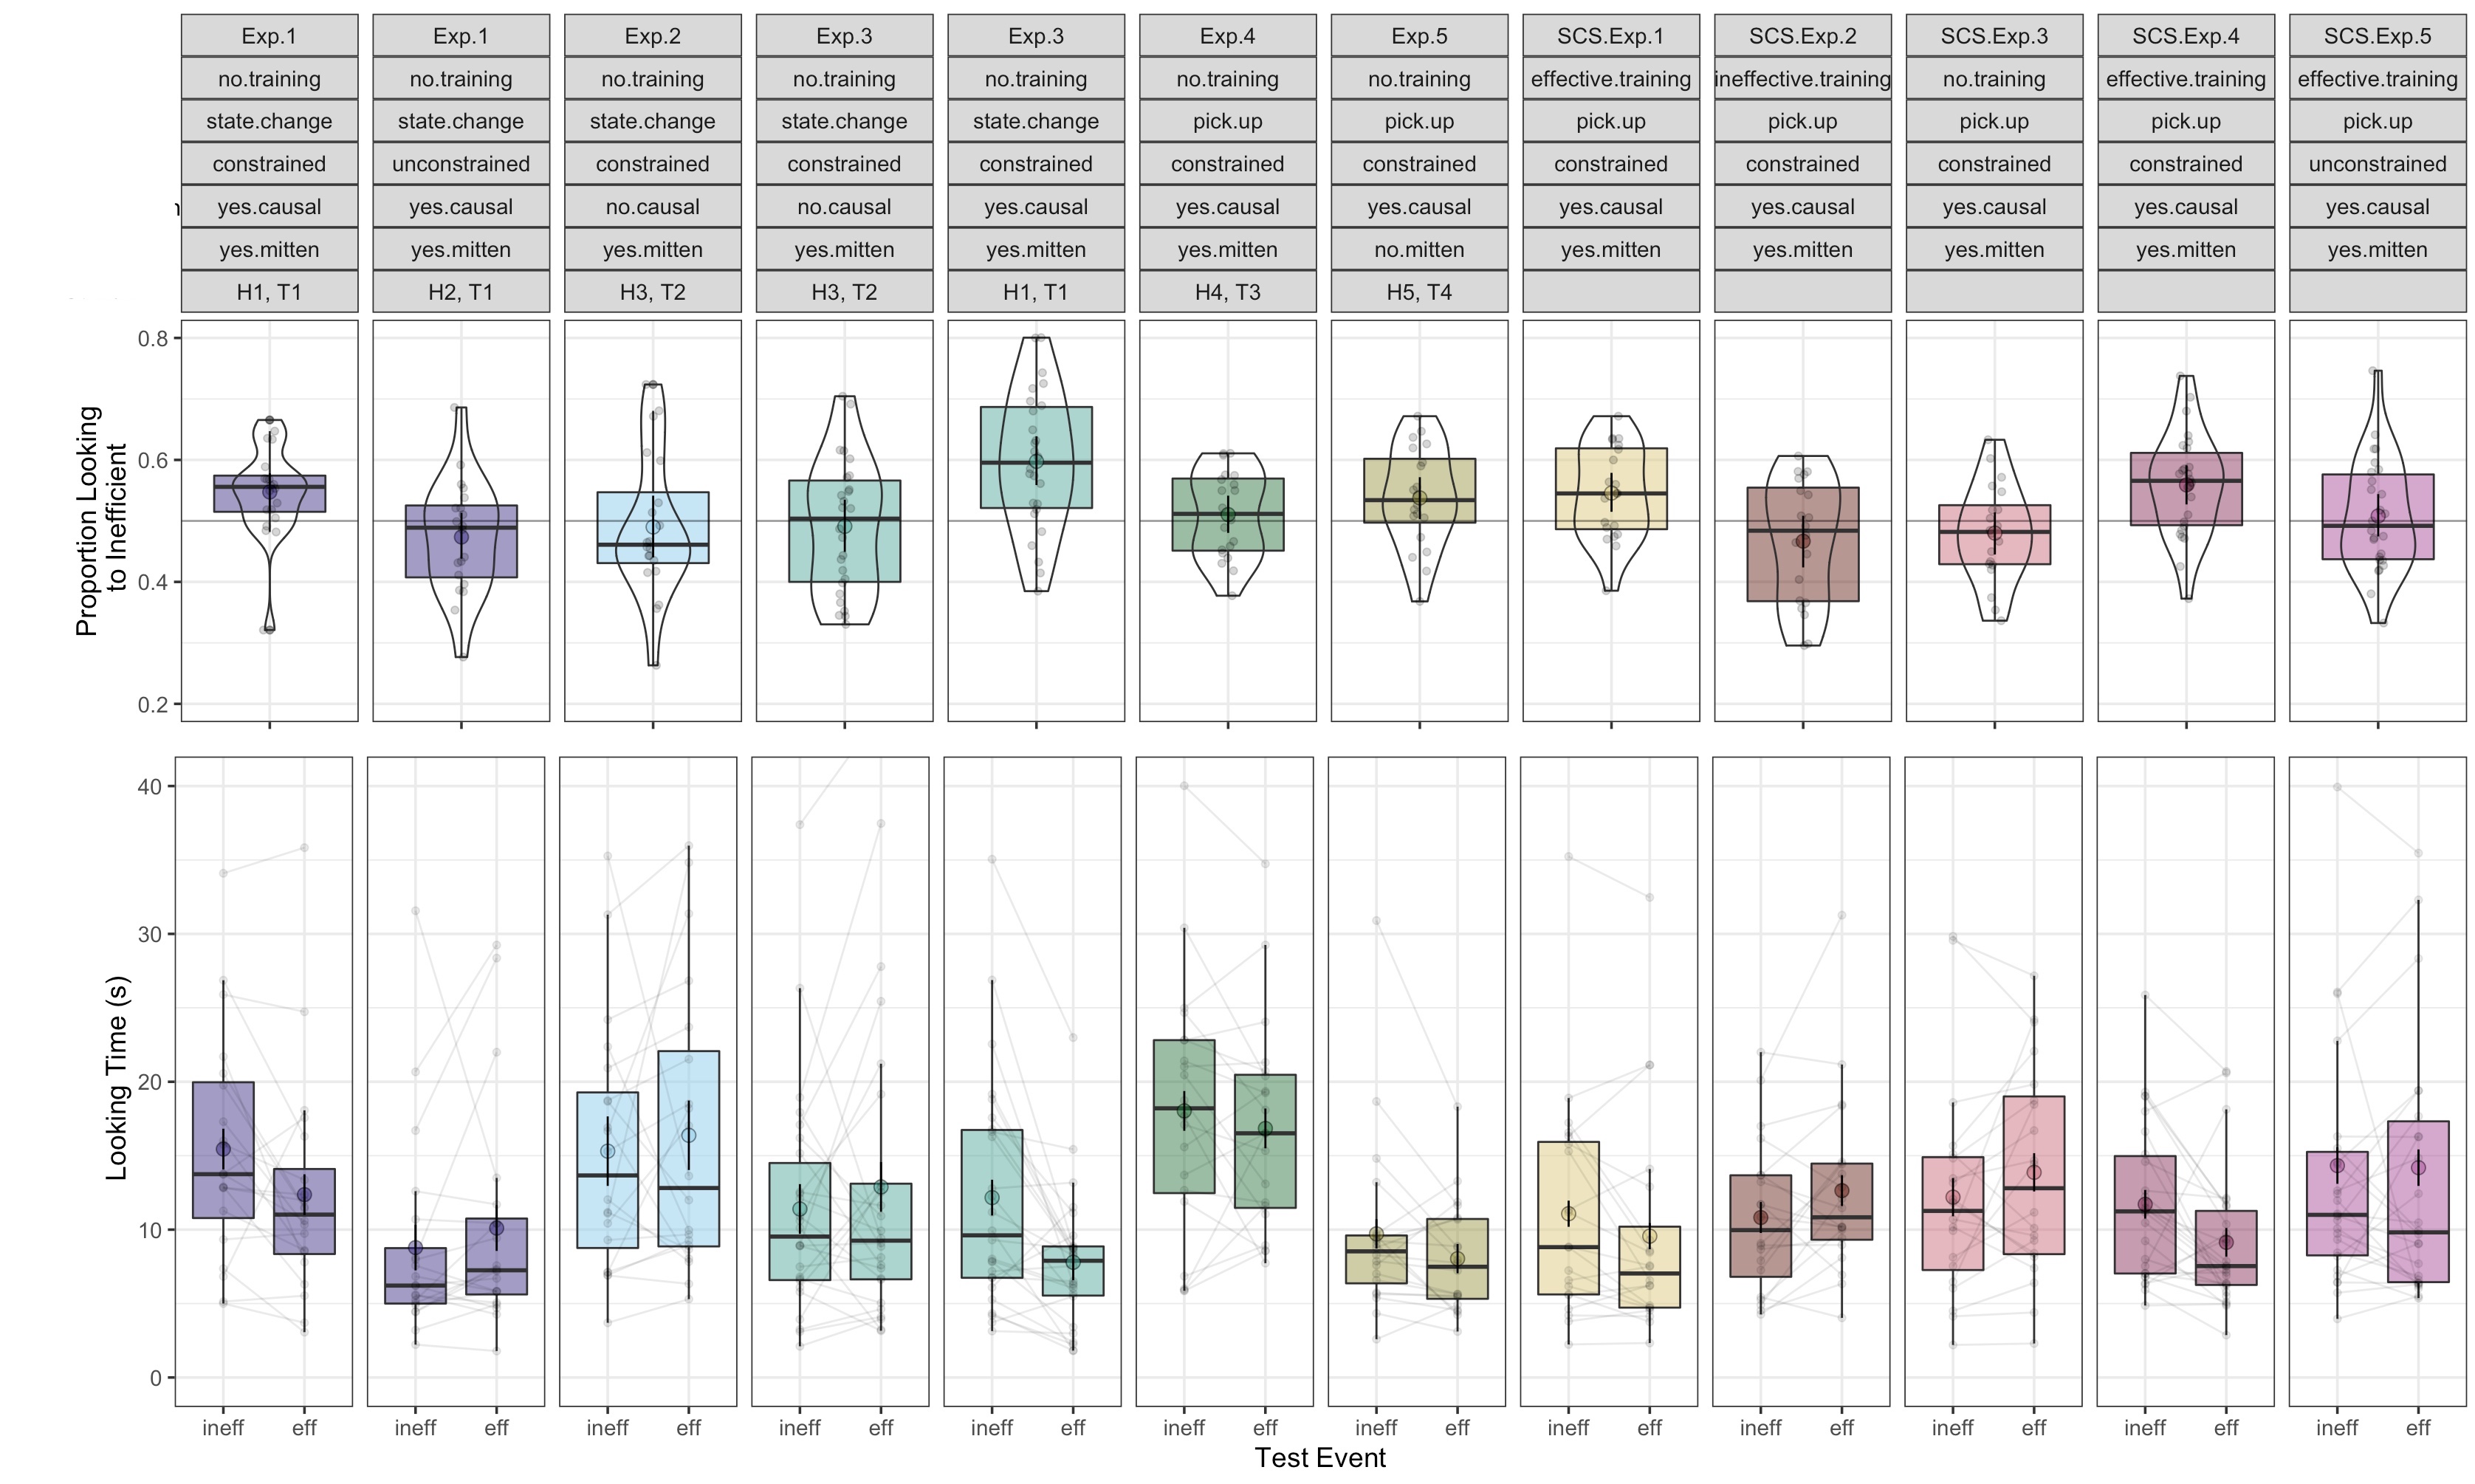 Exp.1 Exp.1 Exp.2 Exp.3 Exp.3 Exp.4 Exp.5 SCS.Exp.1 SCS.Exp.2 SCS.Exp.3 SCS.Exp.4 SCS.Exp.5
no.training no.training no.training no.training no.training no.training no.training effective.training ineffective.training no.training effective.training effective.training
state.change state.change state.change state.change state.change pick.up pick.up pick.up pick.up pick.up pick.up pick.up
constrained unconstrained constrained constrained constrained constrained constrained constrained constrained constrained constrained unconstrained
yes.causal yes.causal no.causal no.causal yes.causal yes.causal yes.causal yes.causal yes.causal yes.causal yes.causal yes.causal
yes.mitten yes.mitten yes.mitten yes.mitten yes.mitten yes.mitten no.mitten yes.mitten yes.mitten yes.mitten yes.mitten yes.mitten
H1, T1 H2, T1 H3, T2 H3, T2 H1, T1 H4, T3 H5, T4
Proportion Looking
to Inefficient
0.8
0.6
0.4
0.2
Looking Time (s)
40
30
20
10
0
ineff eff ineff eff ineff eff ineff eff ineff eff ineff eff ineff eff ineff eff ineff eff ineff eff ineff eff ineff eff
Test Event